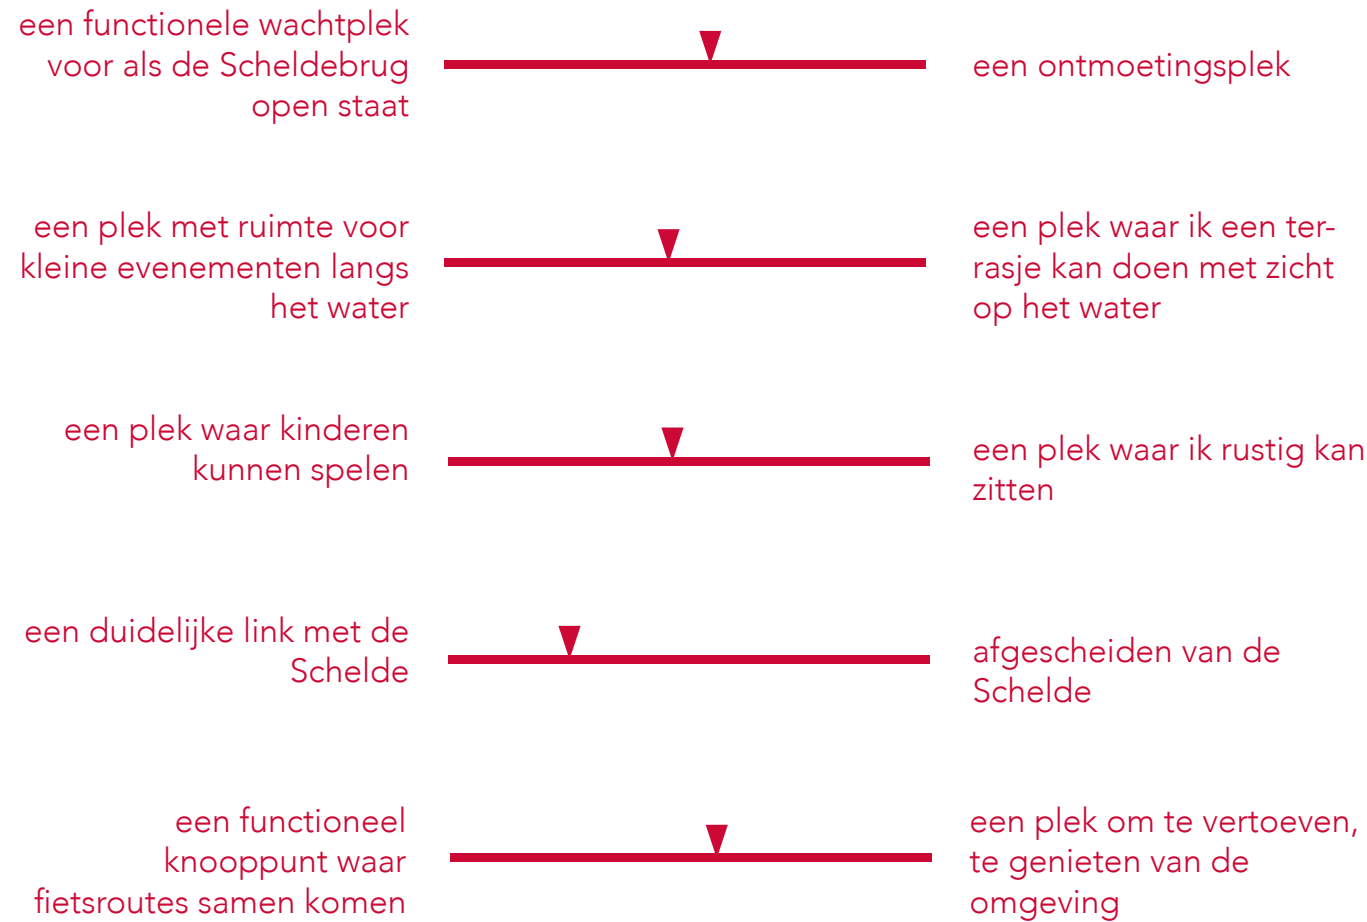 een functionele wachtplek
voor als de Scheldebrug
open staat
een ontmoetingsplek
een plek met ruimte voor
kleine evenementen langs
het water
een plek waar ik een ter-
rasje kan doen met zicht
op het water
een plek waar kinderen
kunnen spelen
een plek waar ik rustig kan
zitten
een duidelijke link met de
Schelde
afgescheiden van de
Schelde
een functioneel
knooppunt waar
fietsroutes samen komen
een plek om te vertoeven,
te genieten van de
omgeving